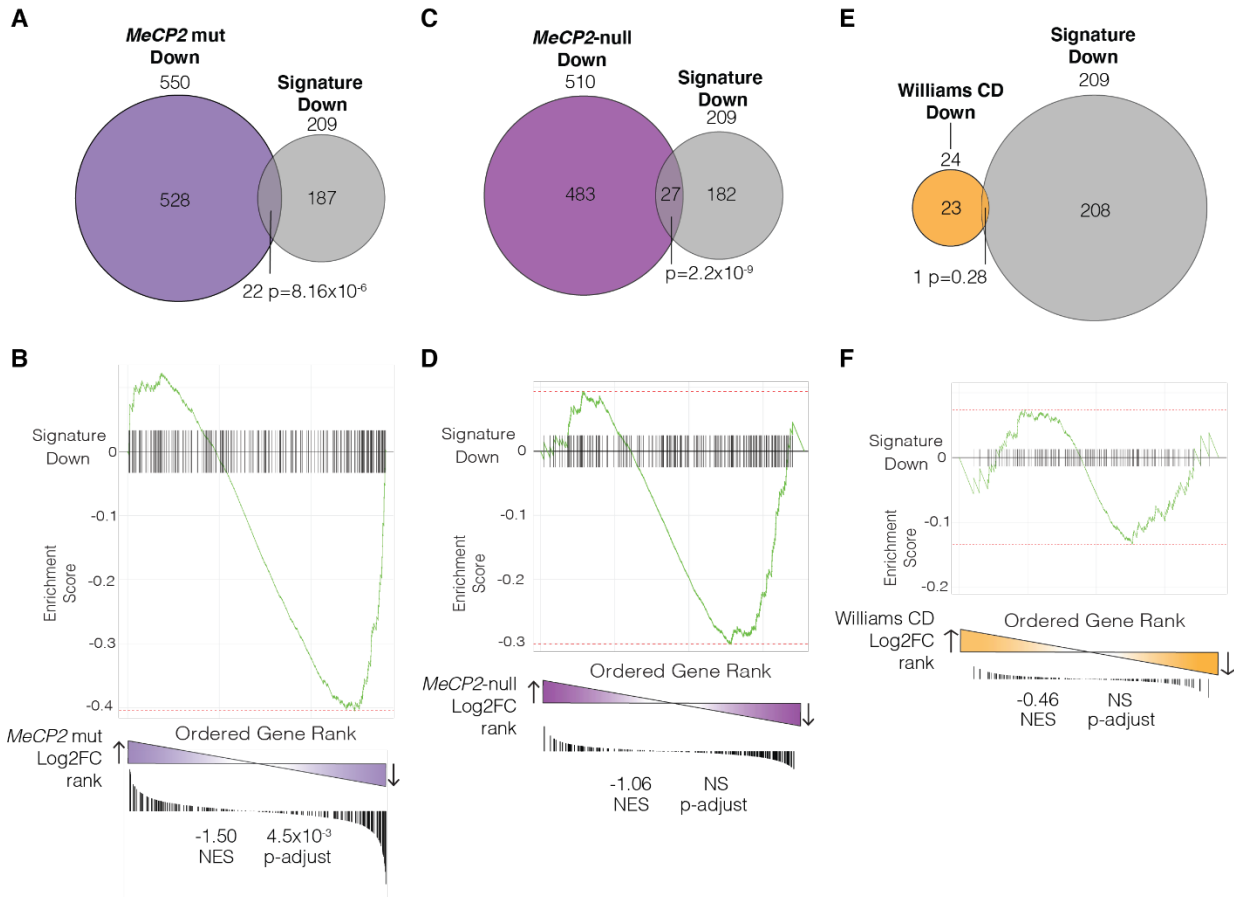 A
MeCP2 mut
Down
550
Signature
Down
209
528
187
22 p=8.16x10-6
B
Signature
Down
0
-0.1
-0.2
-0.3
-0.4
Enrichment
Score
Ordered Gene Rank
MeCP2 mut
Log2FC
rank
↑
↓
-1.50
NES
4.5x10-3
p-adjust
C
MeCP2-null
Down
510
Signature
Down
209
483
27
182
p=2.2x10-9
D
Signature
Down
0
-0.1
-0.2
-0.3
Enrichment
Score
Ordered Gene Rank
MeCP2-null
Log2FC
rank
↑
↓
-1.06
NES
NS
p-adjust
E
Williams CD
Down
24
Signature
Down
209
23
208
1 p=0.28
F
Signature
Down
0
-0.1
-0.2
Enrichment
Score
Ordered Gene Rank
Williams CD
Log2FC
rank
↑
↓
-0.46
NES
NS
p-adjust